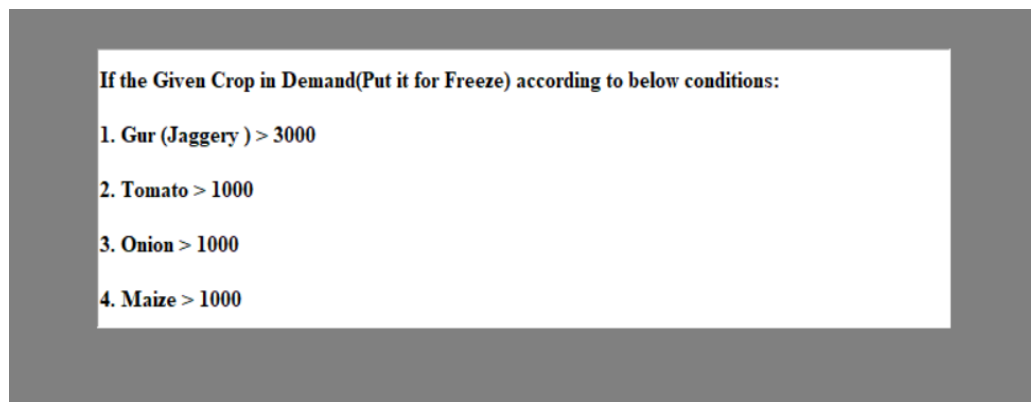 If the Given Crop in Demand(Put it for Freeze) according to below conditions:
1. Gur (Jaggery ) > 3000
2. Tomato > 1000
3. Onion > 1000
4. Maize > 1000